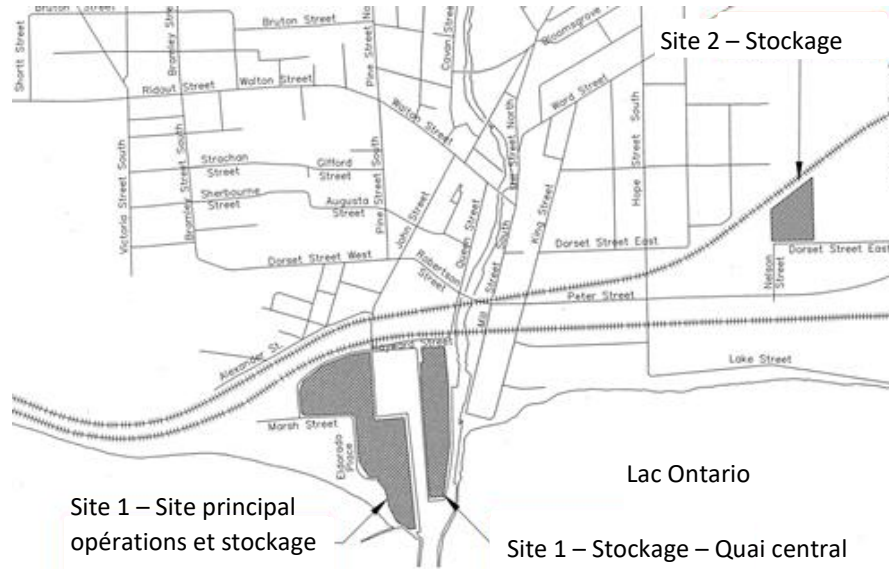 Bruton Street
Bruton Street
Shortt Street
Bramley Str
Pine Street No
Cavan Street
Bloomsgrove
Site 2 – Stockage
Ridout Street
Walton Street
Walton Street
Ward Street
Street North
Hope Street South
Strachan
Street
Gifford
Street
Sherbourne
Street
Augusta
Street
Victoria Street South
Bramley Street South
Pine Street South
John Street
Queen Street
King Street
Mill Street South
Robertson
Street
Dorset Street West
Dorset Street East
Dorset Street East
Nelson
Street
Peter Street
Alexander St.
Hayward Street
Lake Street
Marsh Street
Eldorado
Place
Lac Ontario
Site 1 – Site principal
opérations et stockage
Site 1 – Stockage – Quai central